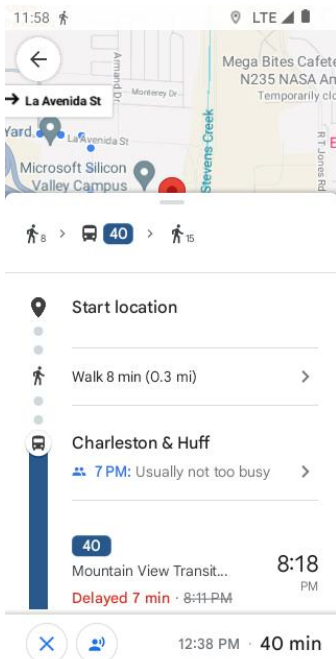 11:58 LTE
Mega Bites Cafete
N235 NASA Am
Temporarily clo
Armand Dr
Monterey Dr
→ La Avenida St
Yard
La Avenida St
Stevens Creek
R T Jones Rd
Microsoft Silicon
Valley Campus
8 > 40 > 15
Start location
Walk 8 min (0.3 mi)
Charleston & Huff
7 PM: Usually not too busy
40
Mountain View Transit...
8:18
PM
Delayed 7 min · 8:11 PM
12:38 PM · 40 min